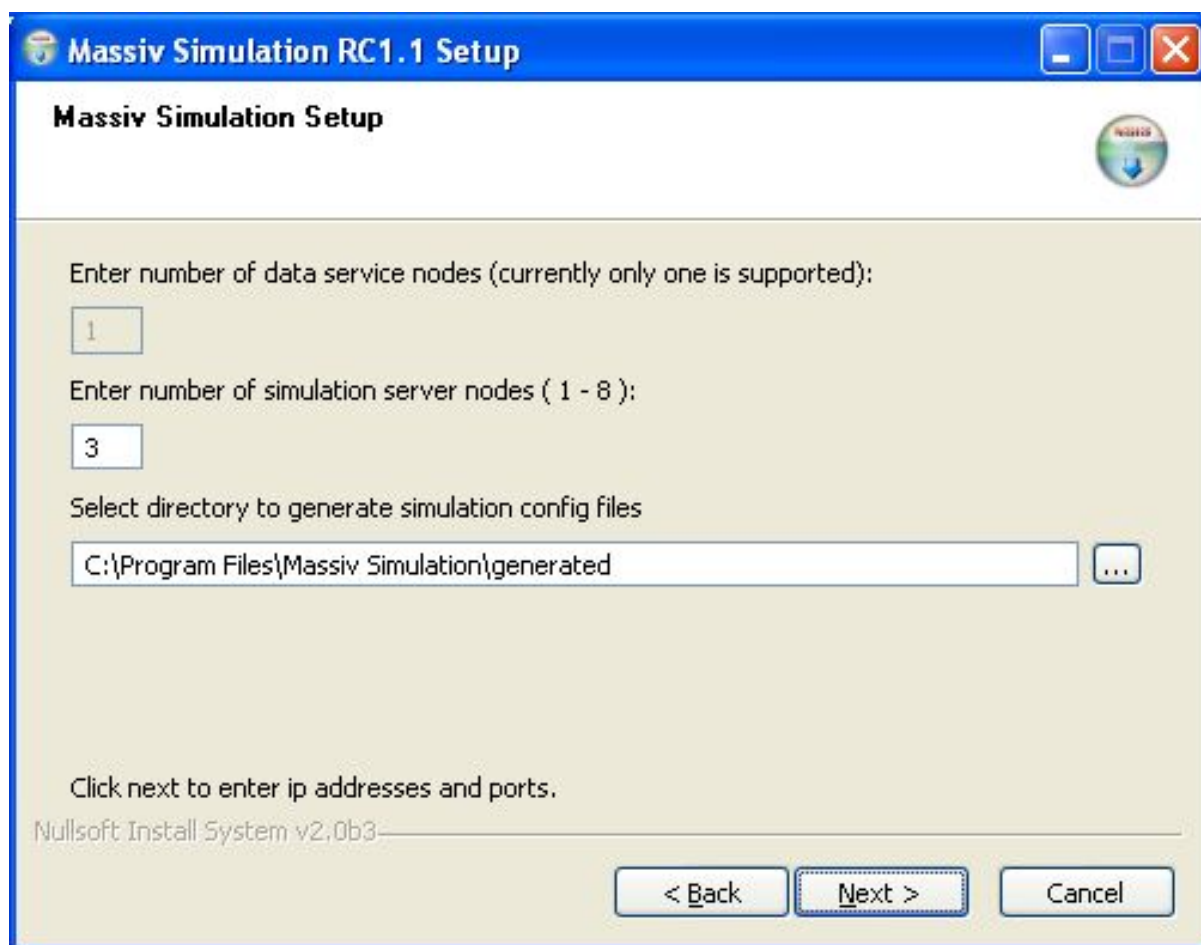 Massiv Simulation RC1.1 Setup
Massiv Simulation Setup
Enter number of data service nodes (currently only one is supported):
1
Enter number of simulation server nodes ( 1 - 8 ):
3
Select directory to generate simulation config files
C:\Program Files\Massiv Simulation\generated
...
Click next to enter ip addresses and ports.
Nullsoft Install System v2.0b3
< Back
Next >
Cancel